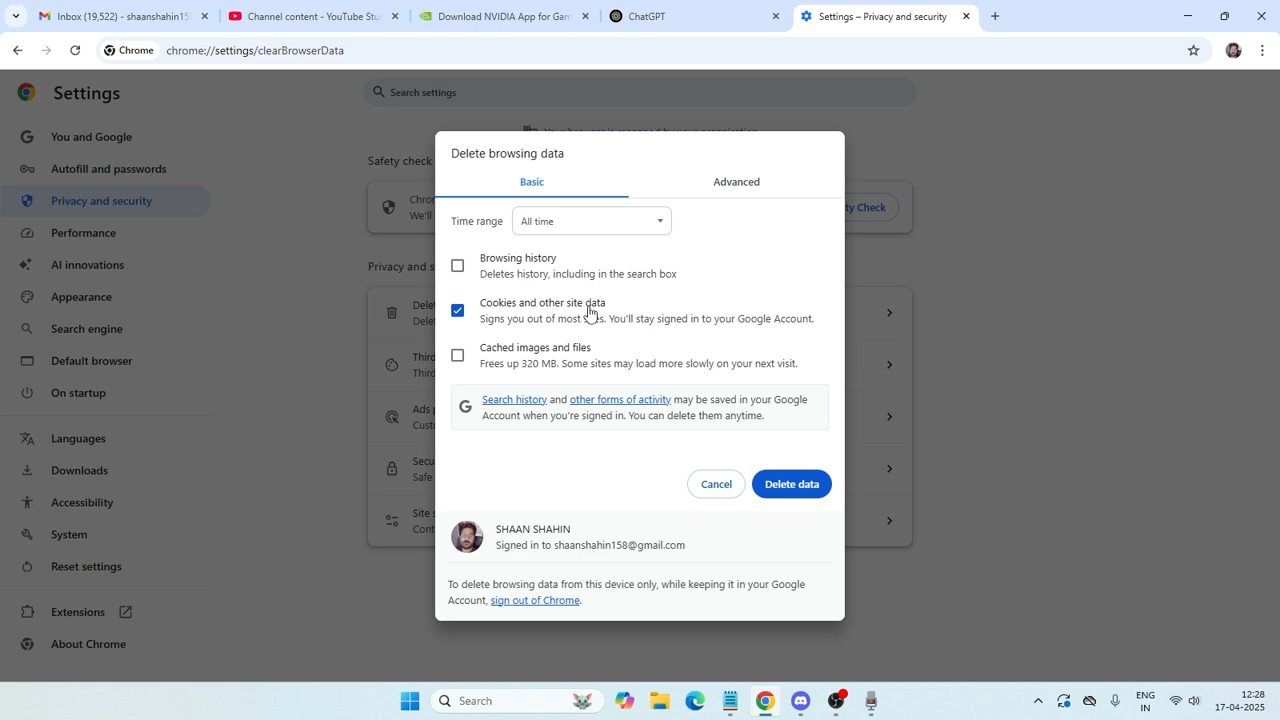 Inbox (19,522) - shaanshahin15
Channel content - YouTube Stu
Download NVIDIA App for Gam
ChatGPT
Settings – Privacy and security
Chrome
chrome://settings/clearBrowserData
Settings
Search settings
You and Google
Autofill and passwords
Privacy and security
Performance
AI innovations
Appearance
Search engine
Default browser
On startup
Languages
Downloads
Accessibility
System
Reset settings
Extensions
About Chrome
Your browser is managed by your organization
Safety check
Chro
We'll
ty Check
Privacy and s
Delet
Delet
Third
Third
Ads p
Custo
Secu
Safe
Site s
Cont
Delete browsing data
Basic
Advanced
Time range
All time
Browsing history
Deletes history, including in the search box
Cookies and other site data
Signs you out of most sites. You'll stay signed in to your Google Account.
Cached images and files
Frees up 320 MB. Some sites may load more slowly on your next visit.
Search history and other forms of activity may be saved in your Google
Account when you're signed in. You can delete them anytime.
Cancel
Delete data
SHAAN SHAHIN
Signed in to shaanshahin158@gmail.com
To delete browsing data from this device only, while keeping it in your Google
Account, sign out of Chrome.
Search
ENG
IN
12:28
17-04-2025